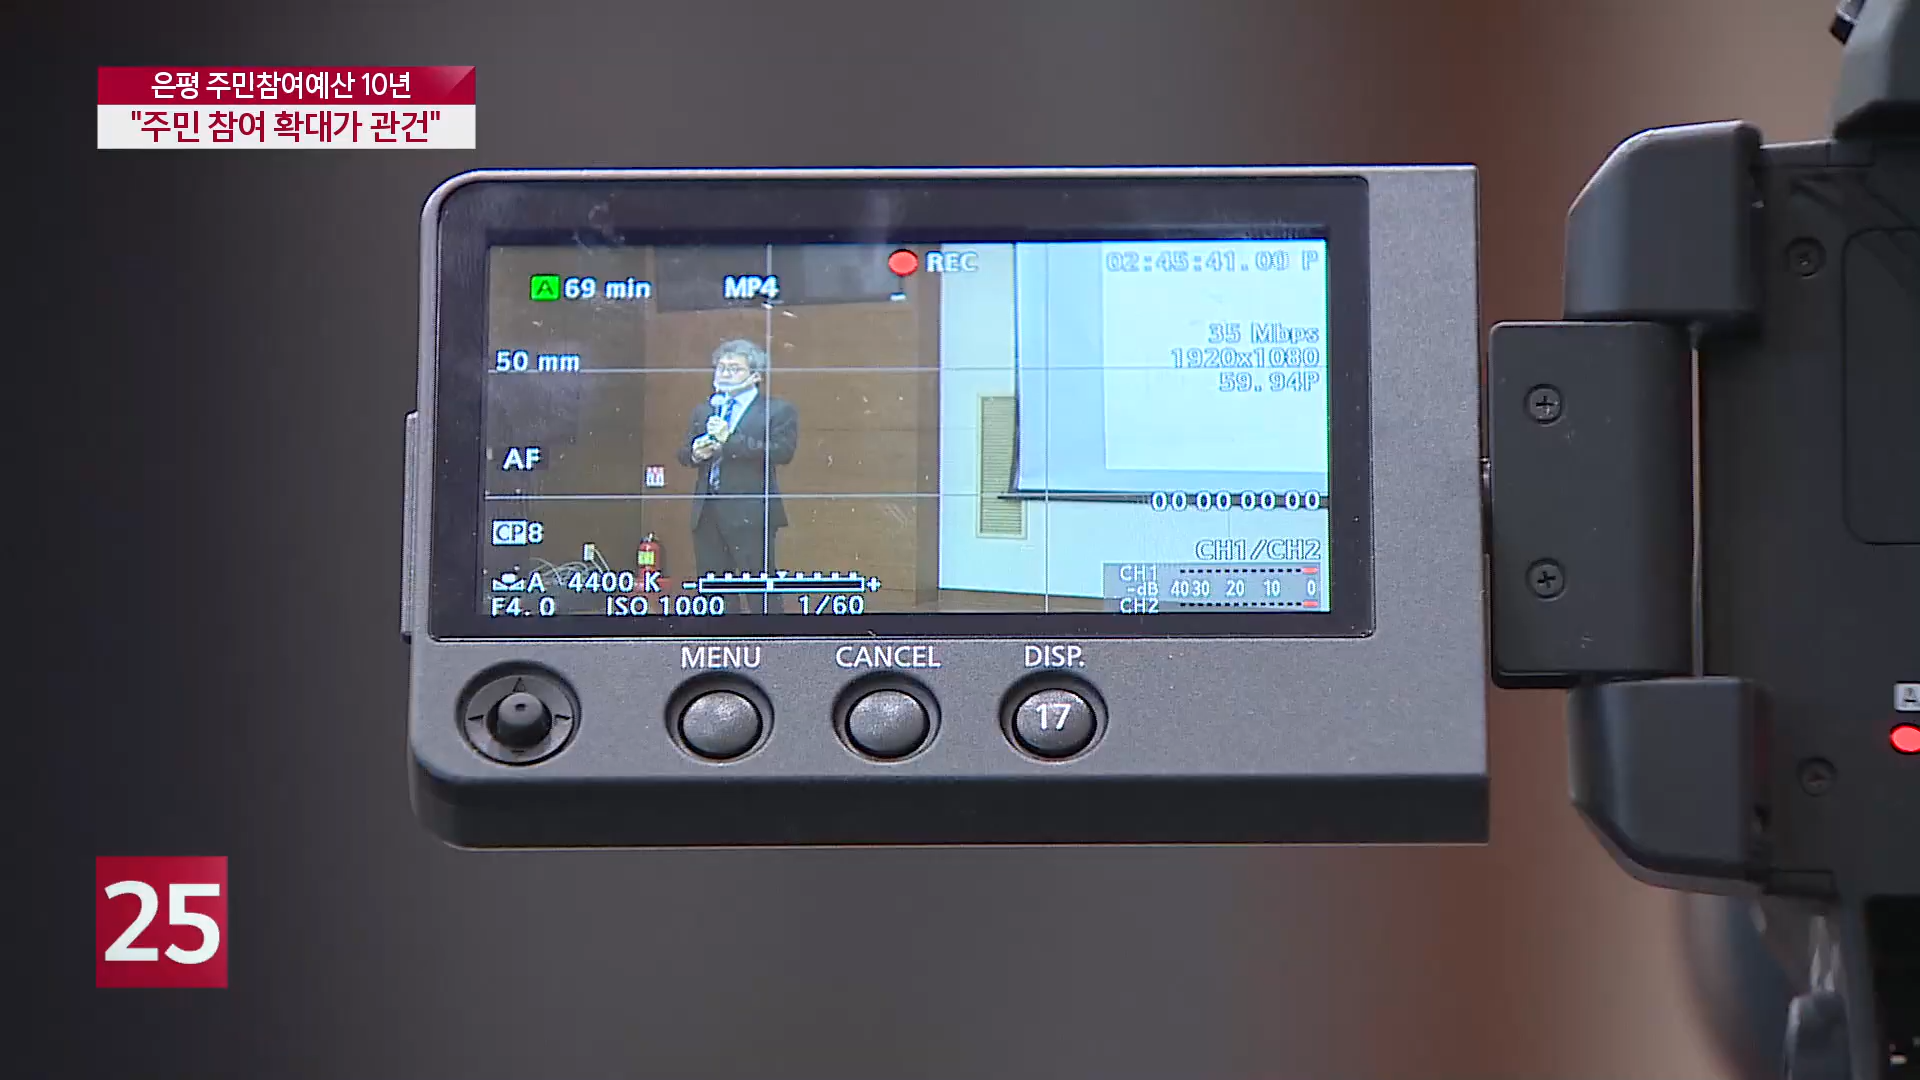 은평 주민참여예산 10년
"주민 참여 확대가 관건"
A 69 min MP4 REC 02:45:41.00 P
50 mm
35 Mbps
1920x1080
59.94P
AF
00 00 00 00
CP8
CH1/CH2
A 4400 K - +
F4.0 ISO 1000 1/60
CH1
-dB 40 30 20 10 0
CH2
MENU CANCEL DISP.
17
A
25